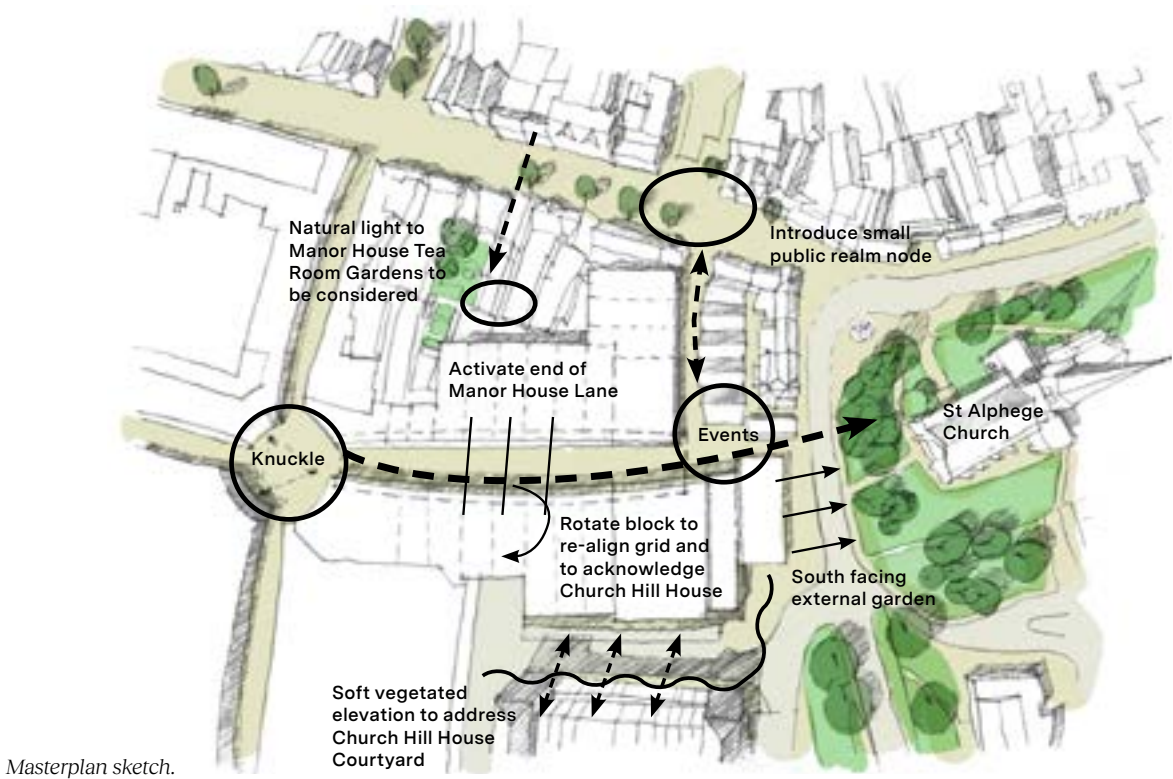 Natural light to
Manor House Tea
Room Gardens to
be considered
Introduce small
public realm node
Activate end of
Manor House Lane
St Alphege
Church
Knuckle
Events
Rotate block to
re-align grid and
to acknowledge
Church Hill House
South facing
external garden
Soft vegetated
elevation to address
Church Hill House
Courtyard
Masterplan sketch.